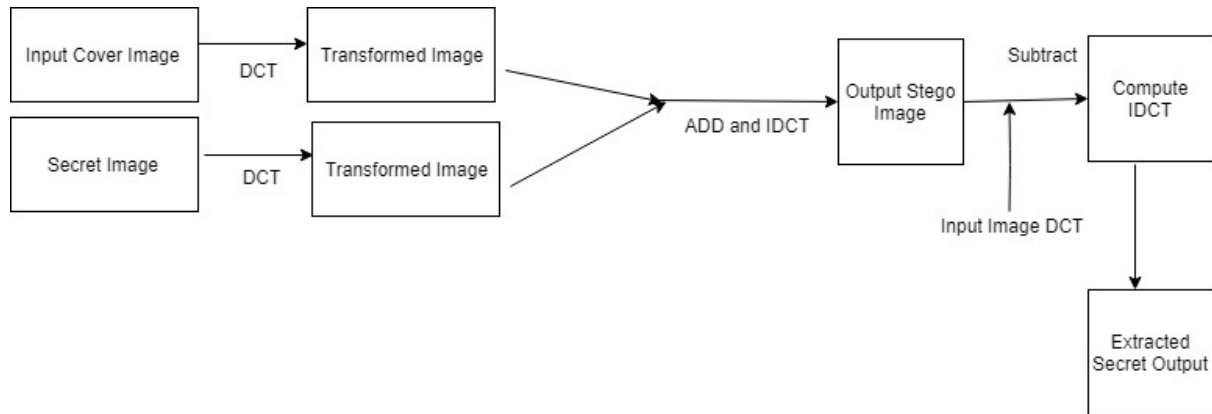 Input Cover Image
DCT
Transformed Image
Secret Image
DCT
Transformed Image
ADD and IDCT
Output Stego
Image
Subtract
Input Image DCT
Compute
IDCT
Extracted
Secret Output